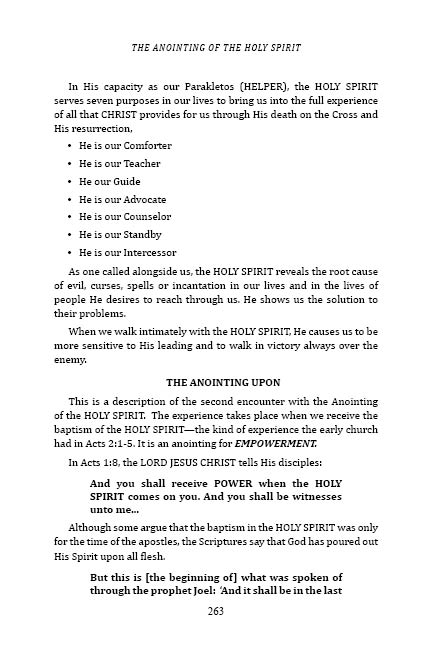 THE ANOINTING OF THE HOLY SPIRIT
In His capacity as our Parakletos (HELPER), the HOLY SPIRIT
serves seven purposes in our lives to bring us into the full experience
of all that CHRIST provides for us through His death on the Cross and
His resurrection,
• He is our Comforter
• He is our Teacher
• He our Guide
• He is our Advocate
• He is our Counselor
• He is our Standby
• He is our Intercessor
As one called alongside us, the HOLY SPIRIT reveals the root cause
of evil, curses, spells or incantation in our lives and in the lives of
people He desires to reach through us. He shows us the solution to
their problems.
When we walk intimately with the HOLY SPIRIT, He causes us to be
more sensitive to His leading and to walk in victory always over the
enemy.
THE ANOINTING UPON
This is a description of the second encounter with the Anointing
of the HOLY SPIRIT. The experience takes place when we receive the
baptism of the HOLY SPIRIT—the kind of experience the early church
had in Acts 2:1-5. It is an anointing for EMPOWERMENT.
In Acts 1:8, the LORD JESUS CHRIST tells His disciples:
And you shall receive POWER when the HOLY
SPIRIT comes on you. And you shall be witnesses
unto me...
Although some argue that the baptism in the HOLY SPIRIT was only
for the time of the apostles, the Scriptures say that God has poured out
His Spirit upon all flesh.
But this is [the beginning of] what was spoken of
through the prophet Joel: ‘And it shall be in the last
263